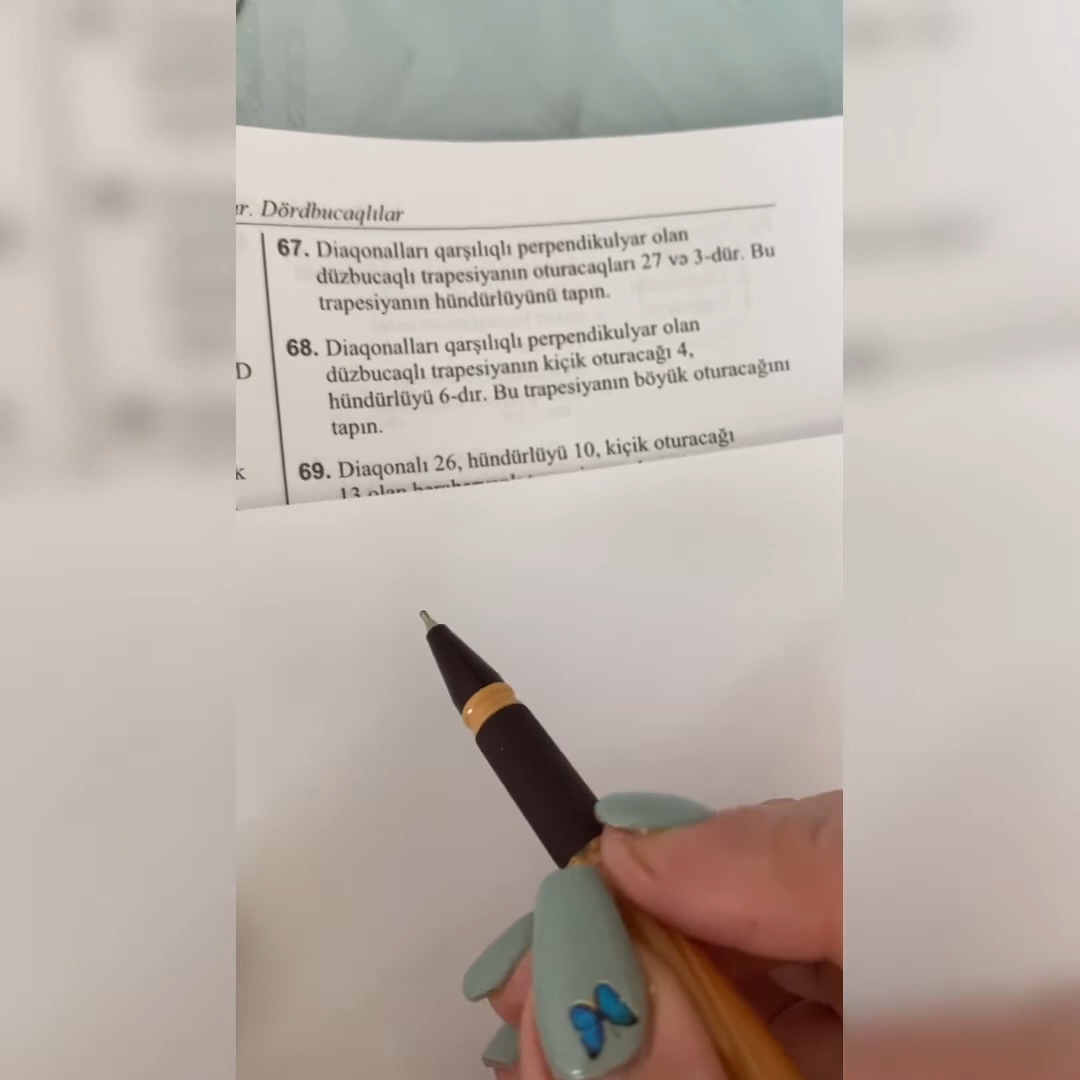 r. Dördbucaqlılar
67. Diaqonalları qarşılıqlı perpendikulyar olan
düzbucaqlı trapesiyanın oturacaqları 27 və 3-dür. Bu
trapesiyanın hündürlüyünü tapın.
68. Diaqonalları qarşılıqlı perpendikulyar olan
düzbucaqlı trapesiyanın kiçik oturacağı 4,
hündürlüyü 6-dır. Bu trapesiyanın böyük oturacağını
tapın.
D
69. Diaqonalı 26, hündürlüyü 10, kiçik oturacağı
k
13 olan